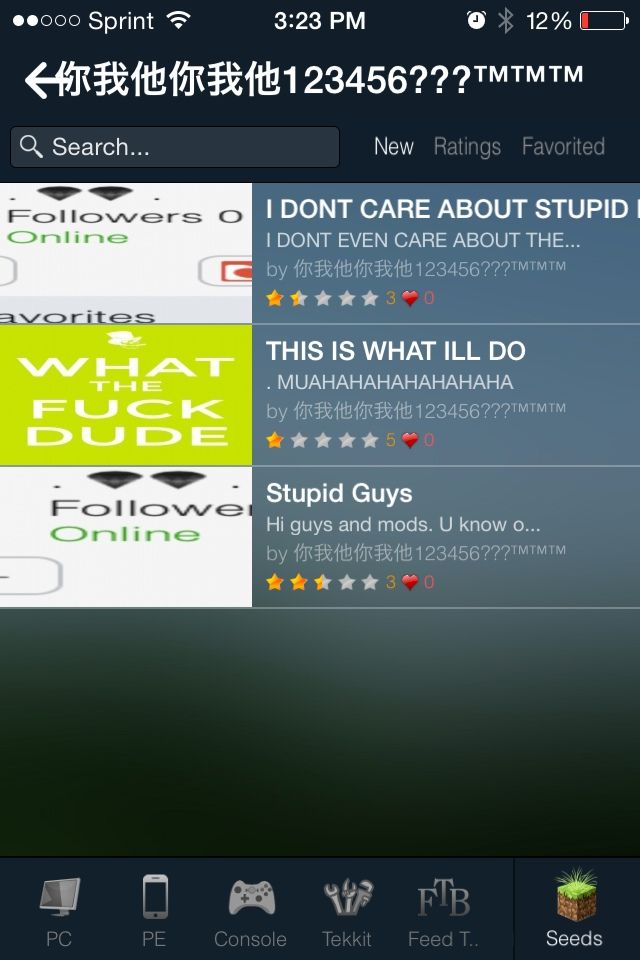 Sprint 3:23 PM 12%
你我他你我他123456???™™™
Search... New Ratings Favorited
Followers 0
Online
avorites
I DONT CARE ABOUT STUPID
I DONT EVEN CARE ABOUT THE...
by 你我他你我他123456???™™™
3 0
WHAT
THE
FUCK
DUDE
THIS IS WHAT ILL DO
. MUAHAHAHAHAHAHAHA
by 你我他你我他123456???™™™
5 0
Follower
Online
Stupid Guys
Hi guys and mods. U know o...
by 你我他你我他123456???™™™
3 0
PC PE Console Tekkit FTB Feed T.. Seeds